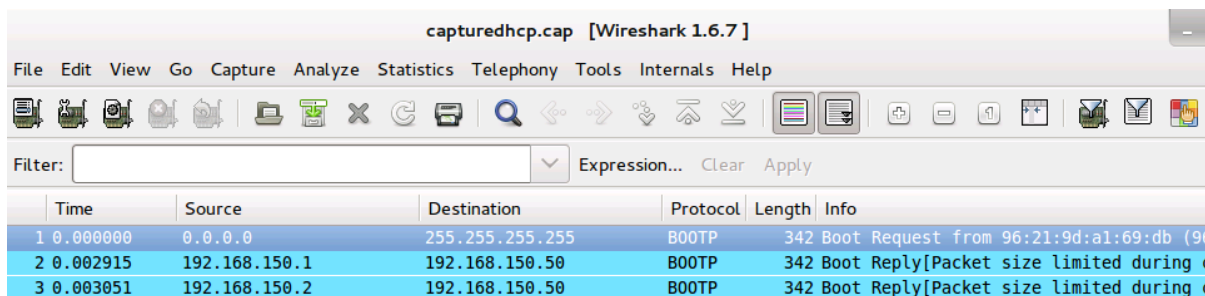 capturedhcp.cap [Wireshark 1.6.7 ]
File Edit View Go Capture Analyze Statistics Telephony Tools Internals Help
Filter: Expression... Clear Apply
Time Source Destination Protocol Length Info
1 0.000000 0.0.0.0 255.255.255.255 BOOTP 342 Boot Request from 96:21:9d:a1:69:db
2 0.002915 192.168.150.1 192.168.150.50 BOOTP 342 Boot Reply[Packet size limited during
3 0.003051 192.168.150.2 192.168.150.50 BOOTP 342 Boot Reply[Packet size limited during